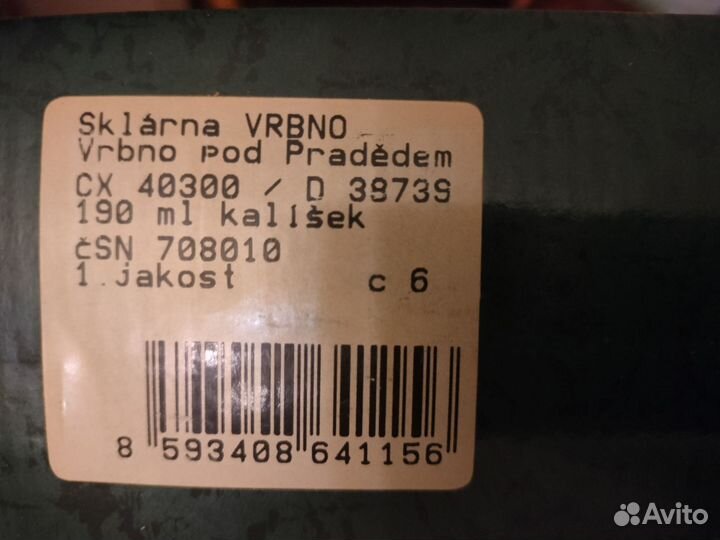 Sklárna VRBNO
Vrbno pod Pradědem
CX 40300 / D 39739
190 ml kalíšek
čSN 708010
1.jakost c 6
8 593408 641156
Avito